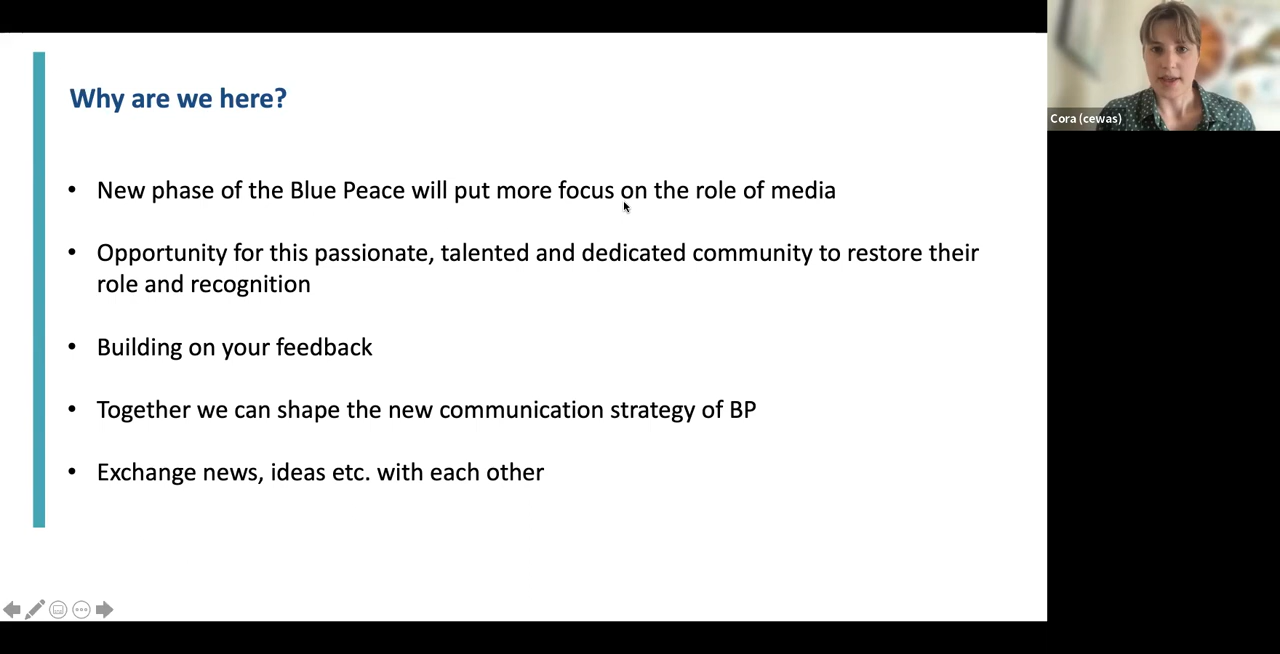 Why are we here?
• New phase of the Blue Peace will put more focus on the role of media
• Opportunity for this passionate, talented and dedicated community to restore their
role and recognition
• Building on your feedback
• Together we can shape the new communication strategy of BP
• Exchange news, ideas etc. with each other
Cora (cewas)